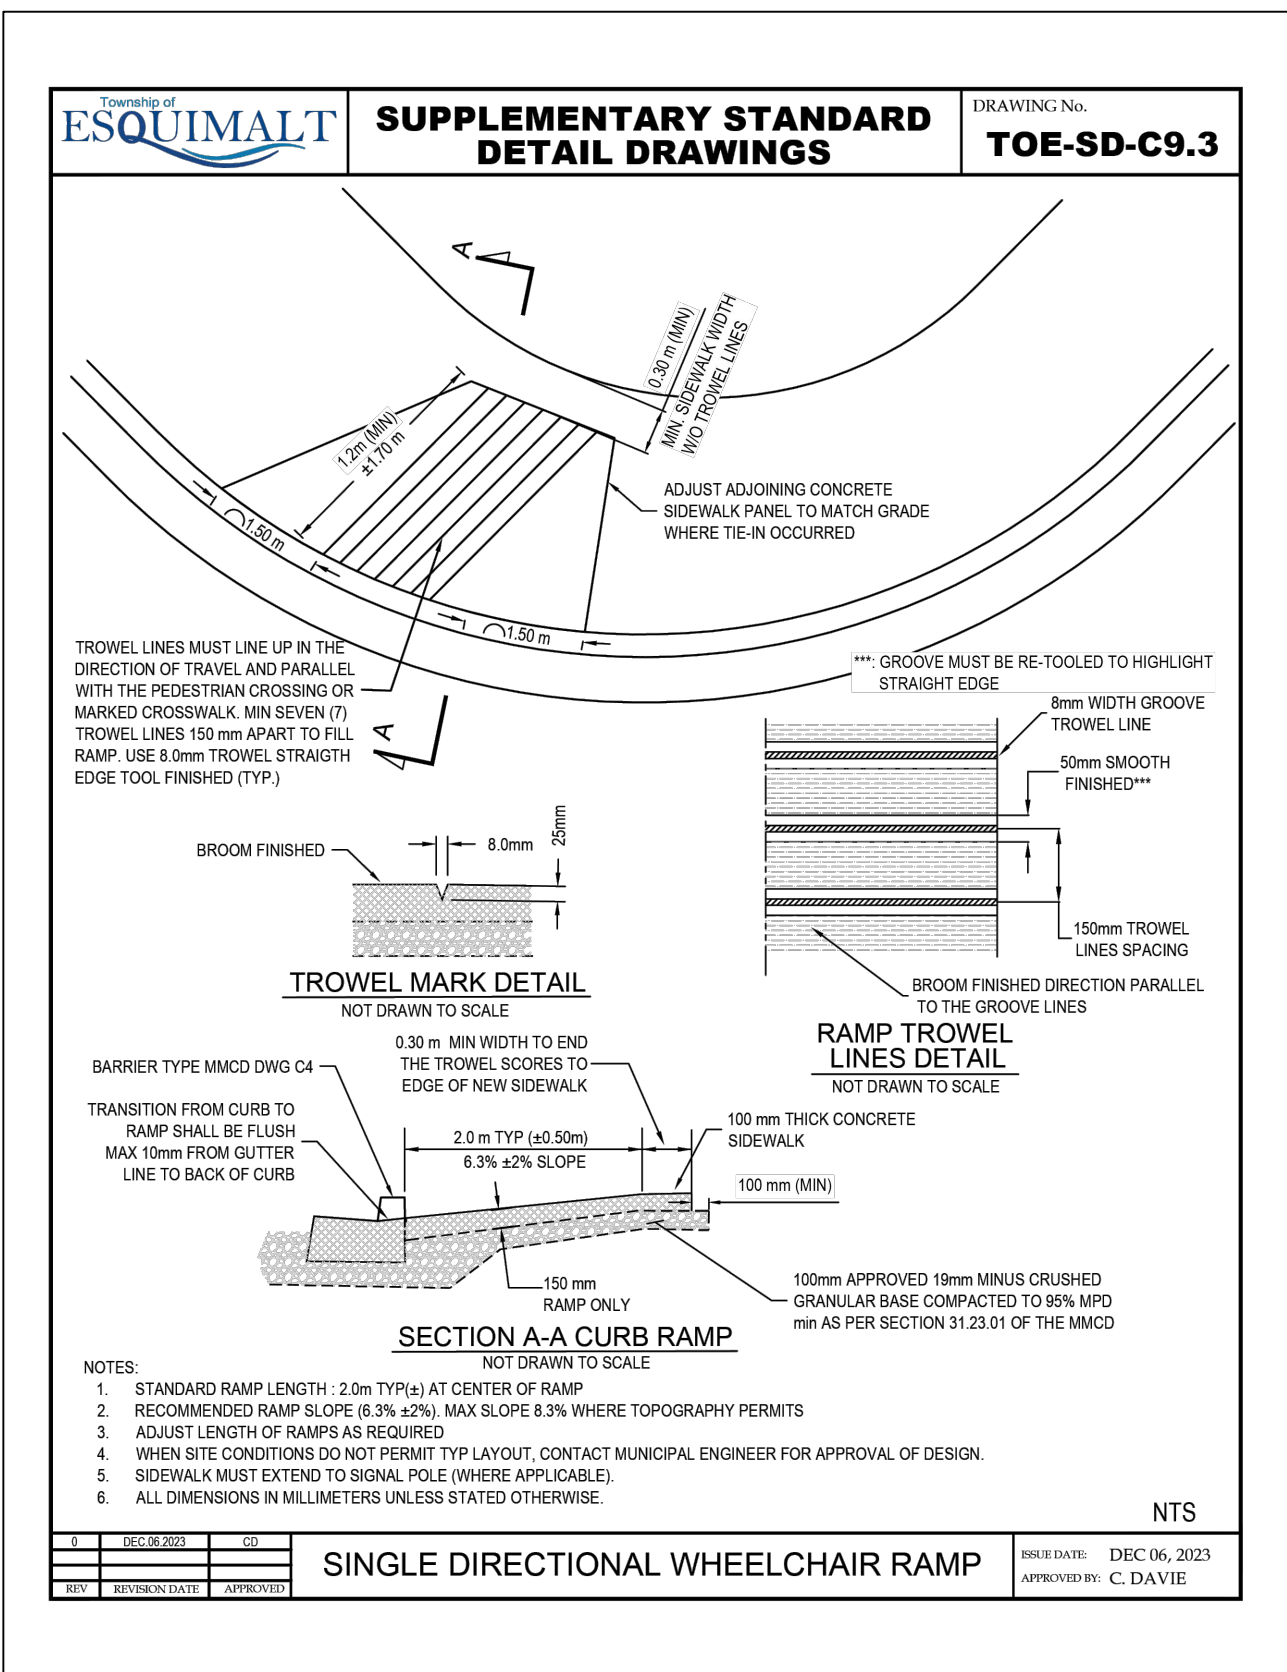 Township of
ESQUIMALT
SUPPLEMENTARY STANDARD
DETAIL DRAWINGS
DRAWING No.
TOE-SD-C9.3
A
0.30 m (MIN)
MIN. SIDEWALK WIDTH
W/O TROWEL LINES
1.2m (MIN)
±1.70 m
ADJUST ADJOINING CONCRETE
SIDEWALK PANEL TO MATCH GRADE
WHERE TIE-IN OCCURRED
1.50 m
1.50 m
TROWEL LINES MUST LINE UP IN THE
DIRECTION OF TRAVEL AND PARALLEL
WITH THE PEDESTRIAN CROSSING OR
MARKED CROSSWALK. MIN SEVEN (7)
TROWEL LINES 150 mm APART TO FILL
RAMP. USE 8.0mm TROWEL STRAIGTH
EDGE TOOL FINISHED (TYP.)
A
***: GROOVE MUST BE RE-TOOLED TO HIGHLIGHT
STRAIGHT EDGE
8mm WIDTH GROOVE
TROWEL LINE
50mm SMOOTH
FINISHED***
150mm TROWEL
LINES SPACING
BROOM FINISHED DIRECTION PARALLEL
TO THE GROOVE LINES
RAMP TROWEL
LINES DETAIL
NOT DRAWN TO SCALE
BROOM FINISHED
8.0mm
25mm
TROWEL MARK DETAIL
NOT DRAWN TO SCALE
0.30 m MIN WIDTH TO END
THE TROWEL SCORES TO
EDGE OF NEW SIDEWALK
BARRIER TYPE MMCD DWG C4
TRANSITION FROM CURB TO
RAMP SHALL BE FLUSH
MAX 10mm FROM GUTTER
LINE TO BACK OF CURB
2.0 m TYP (±0.50m)
6.3% ±2% SLOPE
100 mm THICK CONCRETE
SIDEWALK
100 mm (MIN)
150 mm
RAMP ONLY
100mm APPROVED 19mm MINUS CRUSHED
GRANULAR BASE COMPACTED TO 95% MPD
min AS PER SECTION 31.23.01 OF THE MMCD
SECTION A-A CURB RAMP
NOT DRAWN TO SCALE
NOTES:
1. STANDARD RAMP LENGTH : 2.0m TYP(±) AT CENTER OF RAMP
2. RECOMMENDED RAMP SLOPE (6.3% ±2%). MAX SLOPE 8.3% WHERE TOPOGRAPHY PERMITS
3. ADJUST LENGTH OF RAMPS AS REQUIRED
4. WHEN SITE CONDITIONS DO NOT PERMIT TYP LAYOUT, CONTACT MUNICIPAL ENGINEER FOR APPROVAL OF DESIGN.
5. SIDEWALK MUST EXTEND TO SIGNAL POLE (WHERE APPLICABLE).
6. ALL DIMENSIONS IN MILLIMETERS UNLESS STATED OTHERWISE.
NTS
0 DEC.06.2023 CD
REV REVISION DATE APPROVED
SINGLE DIRECTIONAL WHEELCHAIR RAMP
ISSUE DATE: DEC 06, 2023
APPROVED BY: C. DAVIE